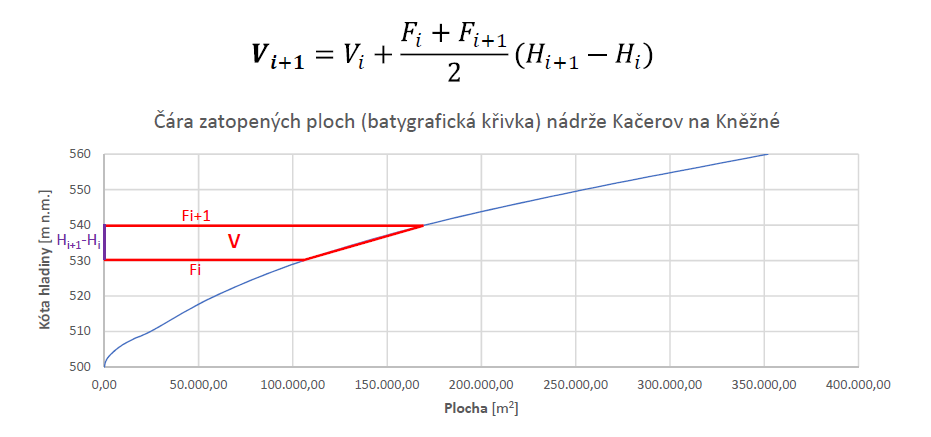 V_{i+1} = V_i + \frac{F_i + F_{i+1}}{2} (H_{i+1} − H_i)
Čára zatopených ploch (batygrafická křivka) nádrže Kačerov na Kněžné
Kóta hladiny [m n.m.]
560
550
540
530
520
510
500
Fi+1
H_{i+1}-H_i
V
Fi
0,00 50.000,00 100.000,00 150.000,00 200.000,00 250.000,00 300.000,00 350.000,00 400.000,00
Plocha [m²]